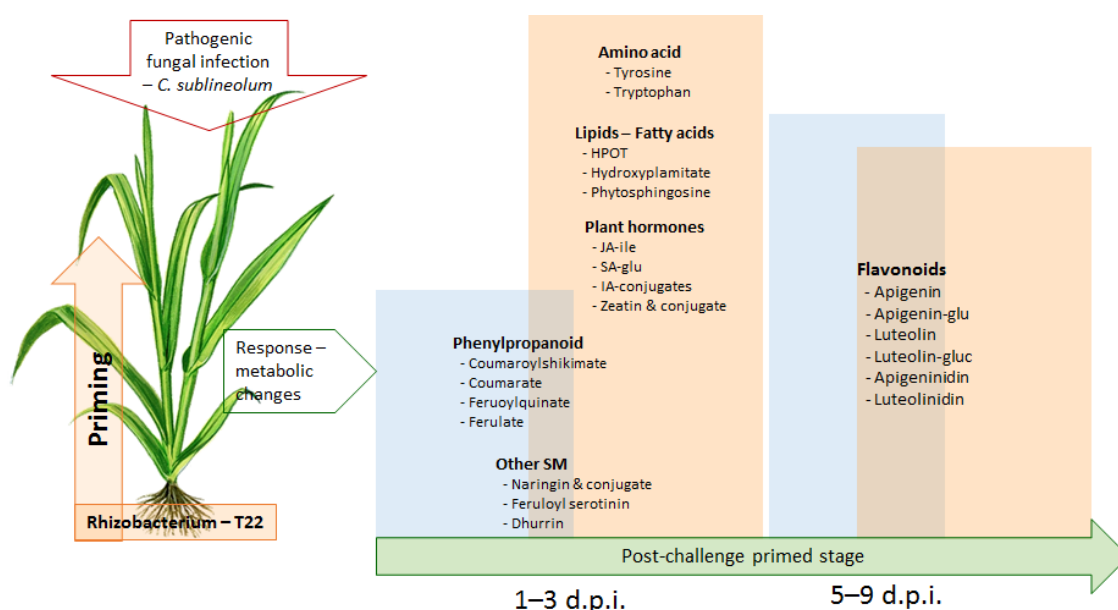 Pathogenic
fungal infection
– C. sublineolum
Priming
Rhizobacterium – T22
Response –
metabolic
changes
Amino acid
- Tyrosine
- Tryptophan
Lipids – Fatty acids
- HPOT
- Hydroxyplamitate
- Phytosphingosine
Plant hormones
- JA-ile
- SA-glu
- IA-conjugates
- Zeatin & conjugate
Phenylpropanoid
- Coumaroylshikimate
- Coumarate
- Feruoylquinate
- Ferulate
Other SM
- Naringin & conjugate
- Feruloyl serotinin
- Dhurrin
Flavonoids
- Apigenin
- Apigenin-glu
- Luteolin
- Luteolin-gluc
- Apigeninidin
- Luteolinidin
Post-challenge primed stage
1–3 d.p.i.
5–9 d.p.i.